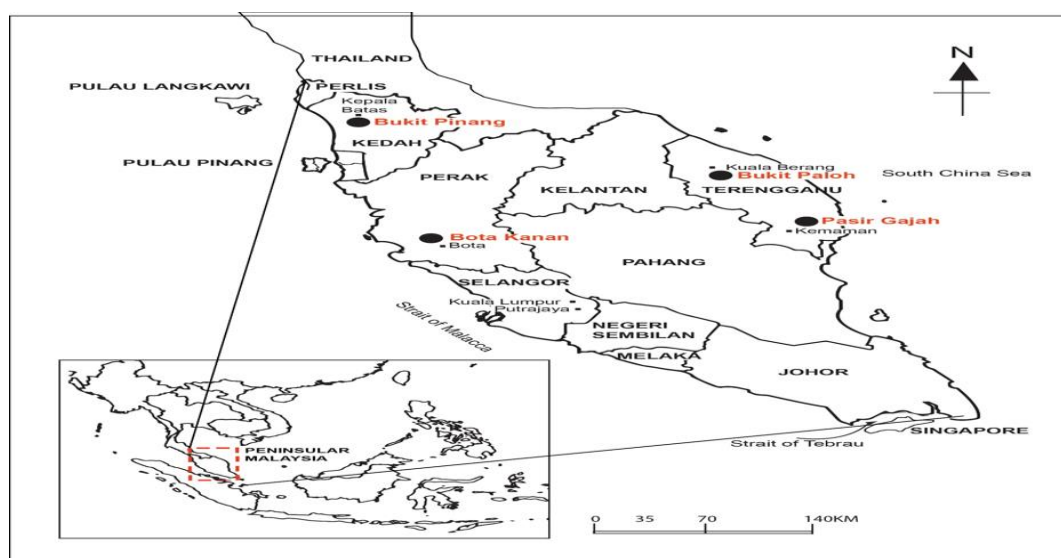 N
THAILAND
PULAU LANGKAWI
PERLIS
Kepala
Batas
Bukit Pinang
KEDAH
PULAU PINANG
PERAK
KELANTAN
Kuala Berang
Bukit Paloh
TERENGGANU
South China Sea
Pasir Gajah
Kemaman
Bota Kanan
Bota
PAHANG
SELANGOR
Kuala Lumpur
Putrajaya
Strait of Malacca
NEGERI
SEMBILAN
MELAKA
JOHOR
SINGAPORE
Strait of Tebrau
PENINSULAR
MALAYSIA
0 35 70 140KM